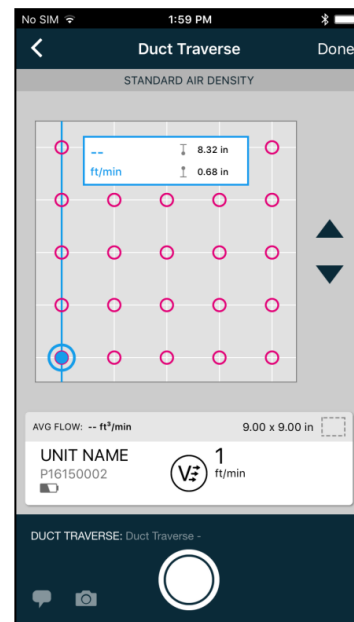 No SIM 1:59 PM
Duct Traverse Done
STANDARD AIR DENSITY
-- 8.32 in
ft/min 0.68 in
AVG FLOW: -- ft³/min 9.00 x 9.00 in
UNIT NAME 1
P16150002 ft/min
V
DUCT TRAVERSE: Duct Traverse -